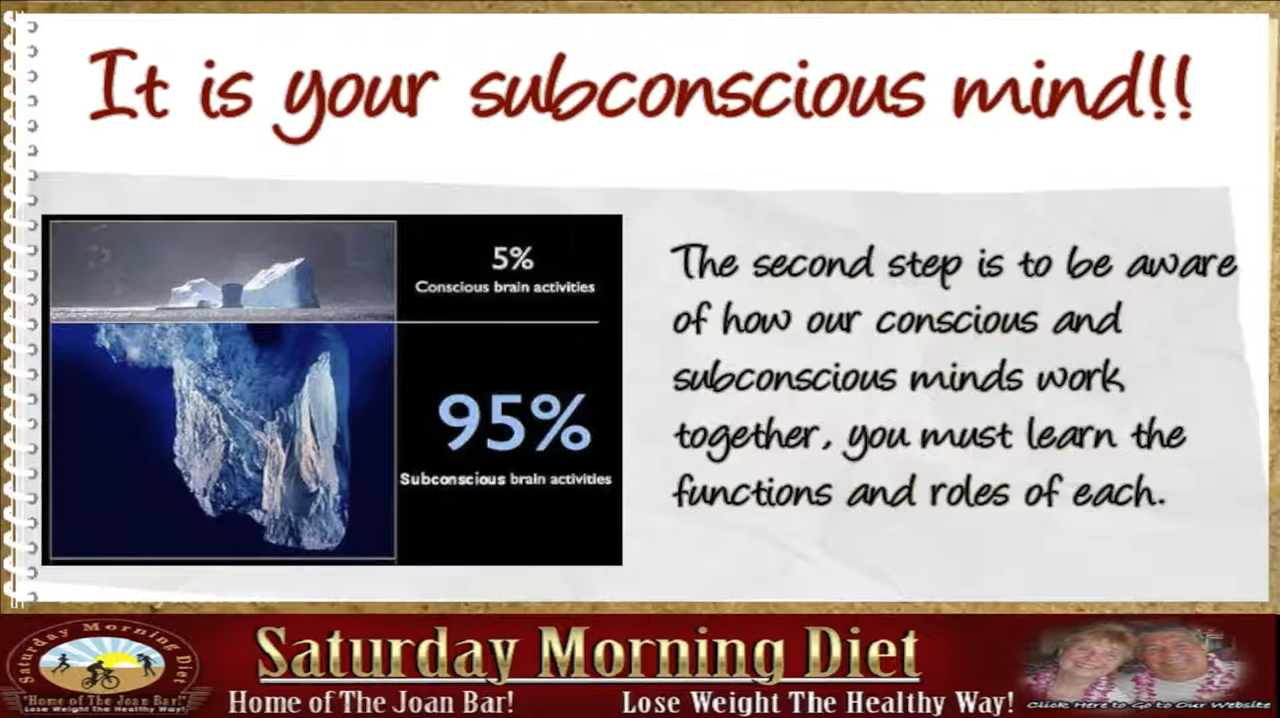 It is your subconscious mind!!
5%
Conscious brain activities
95%
Subconscious brain activities
The second step is to be aware
of how our conscious and
subconscious minds work
together, you must learn the
functions and roles of each.
Saturday Morning Diet
"Home of The Joan Bar!"
Lose Weight The Healthy Way!
Saturday Morning Diet
Home of The Joan Bar! Lose Weight The Healthy Way!
Click Here to Go to Our Website